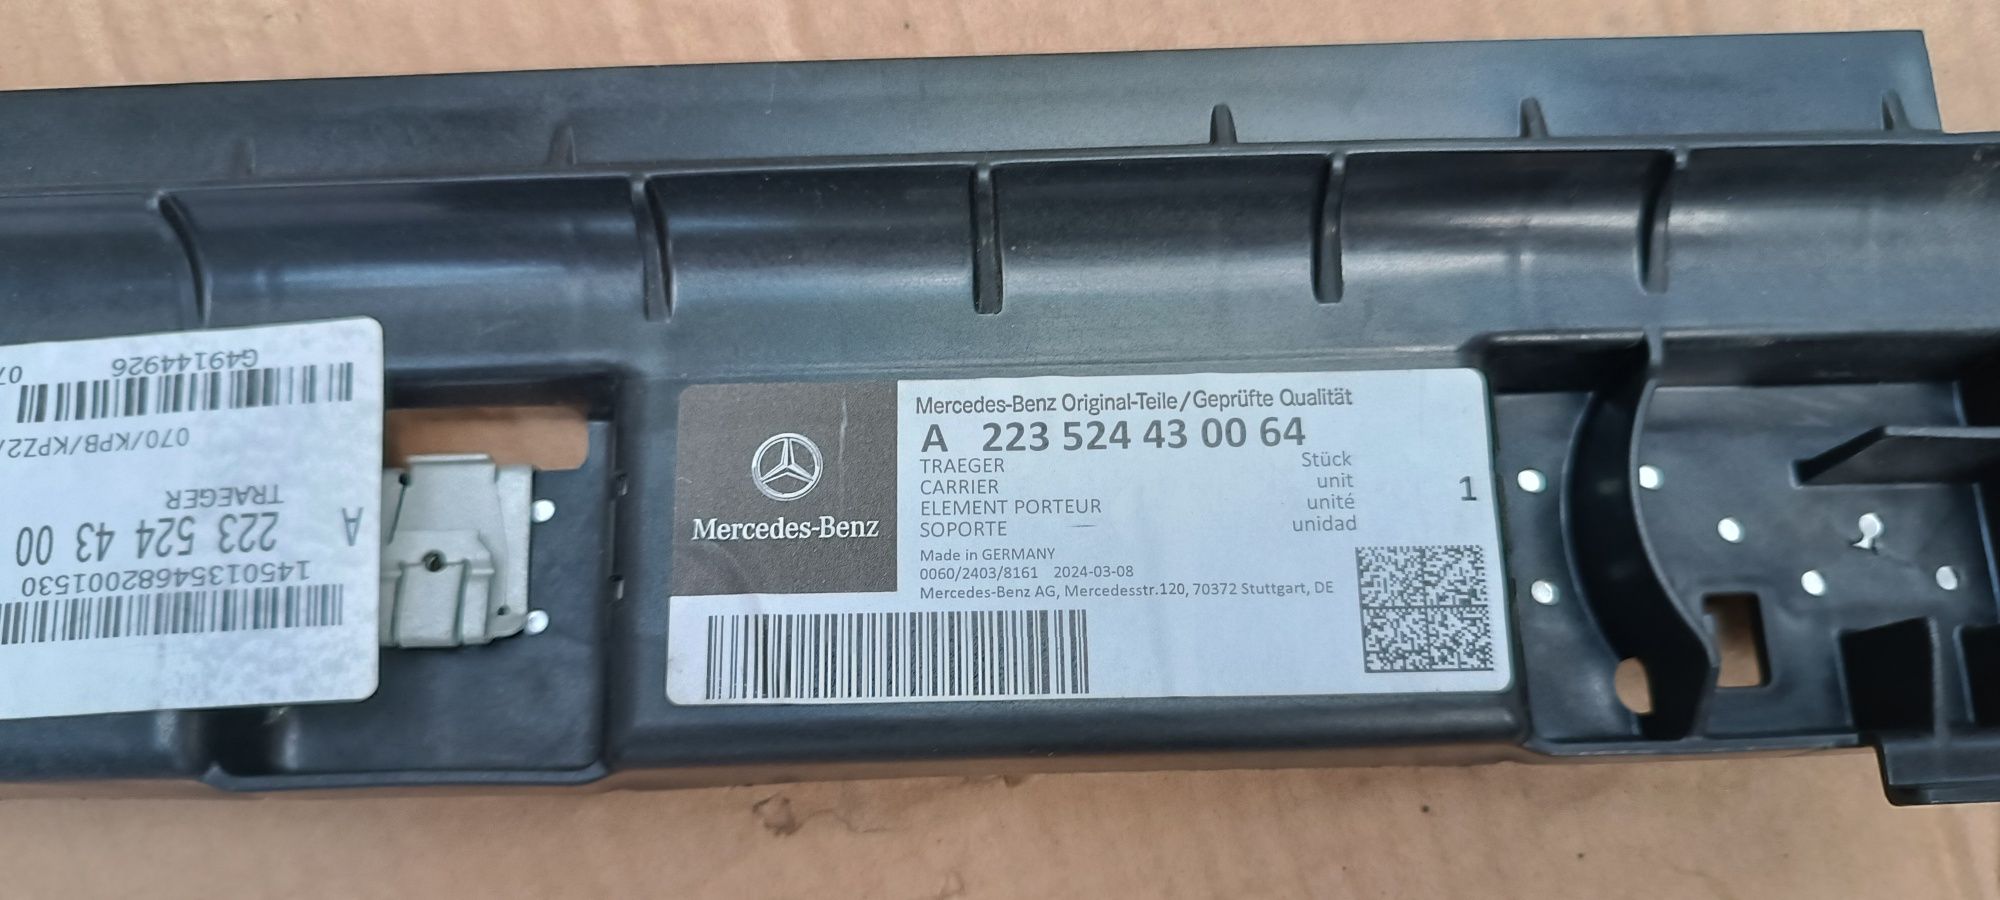 G49144926
07
070/KPB/KPZ2
TRAEGER
A 223 524 43 00
14501354682001530
Mercedes-Benz
Mercedes-Benz Original-Teile/Geprüfte Qualität
A 223 524 43 00 64
TRAEGER Stück
CARRIER unit
ELEMENT PORTEUR unité
SOPORTE unidad
1
Made in GERMANY
0060/2403/8161 2024-03-08
Mercedes-Benz AG, Mercedesstr.120, 70372 Stuttgart, DE